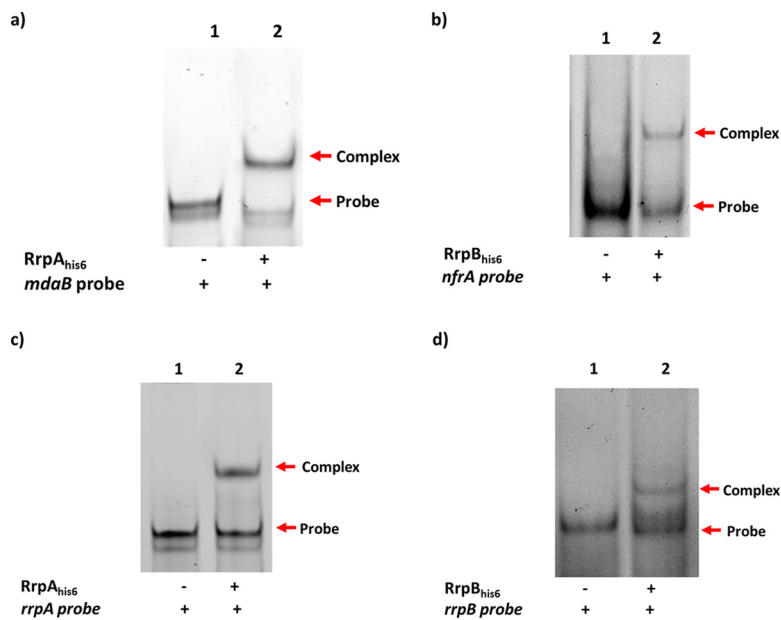 a)
1 2
Complex
Probe
RrpAhis6 - +
mdaB probe + +
b)
1 2
Complex
Probe
RrpBhis6 - +
nfrA probe + +
c)
1 2
Complex
Probe
RrpAhis6 - +
rrpA probe + +
d)
1 2
Complex
Probe
RrpBhis6 - +
rrpB probe + +